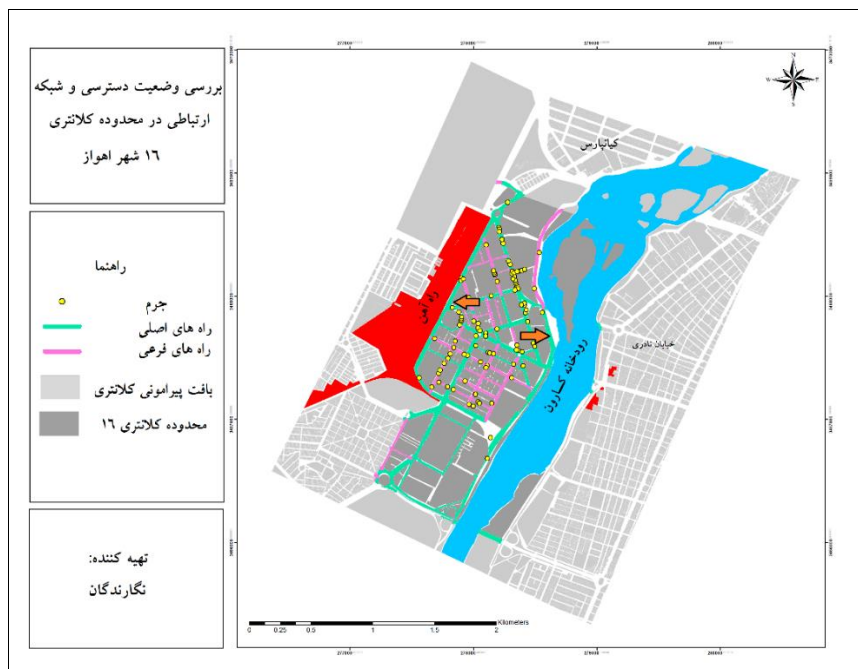 بررسی وضعیت دسترسی و شبکه
ارتباطی در محدوده کلانتری
۱۶ شهر اهواز
راهنما
جرم
راه های اصلی
راه های فرعی
بافت پیرامونی کلانتری
محدوده کلانتری ۱۶
تهیه کننده:
نگارندگان
کیانپارس
راه آهن
رودخانه کارون
خیابان نادری
N
W
S
0 0.25 0.5 1 1.5 2
Kilometers